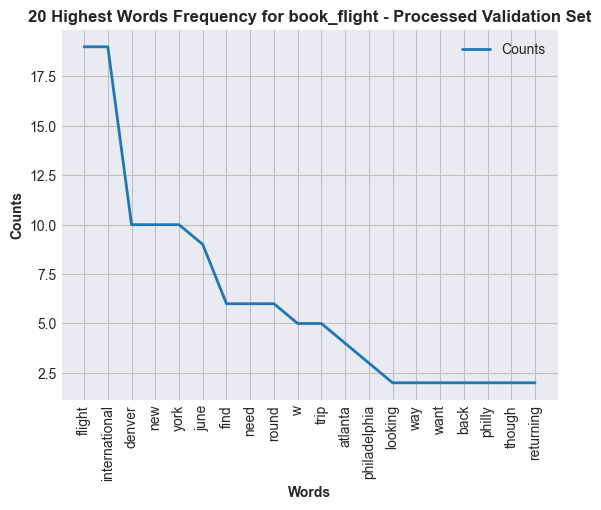 20 Highest Words Frequency for book_flight - Processed Validation Set
Counts
17.5
15.0
12.5
10.0
7.5
5.0
2.5
Counts
flight
international
denver
new
york
june
find
need
round
w
trip
atlanta
philadelphia
looking
way
want
back
philly
though
returning
Words